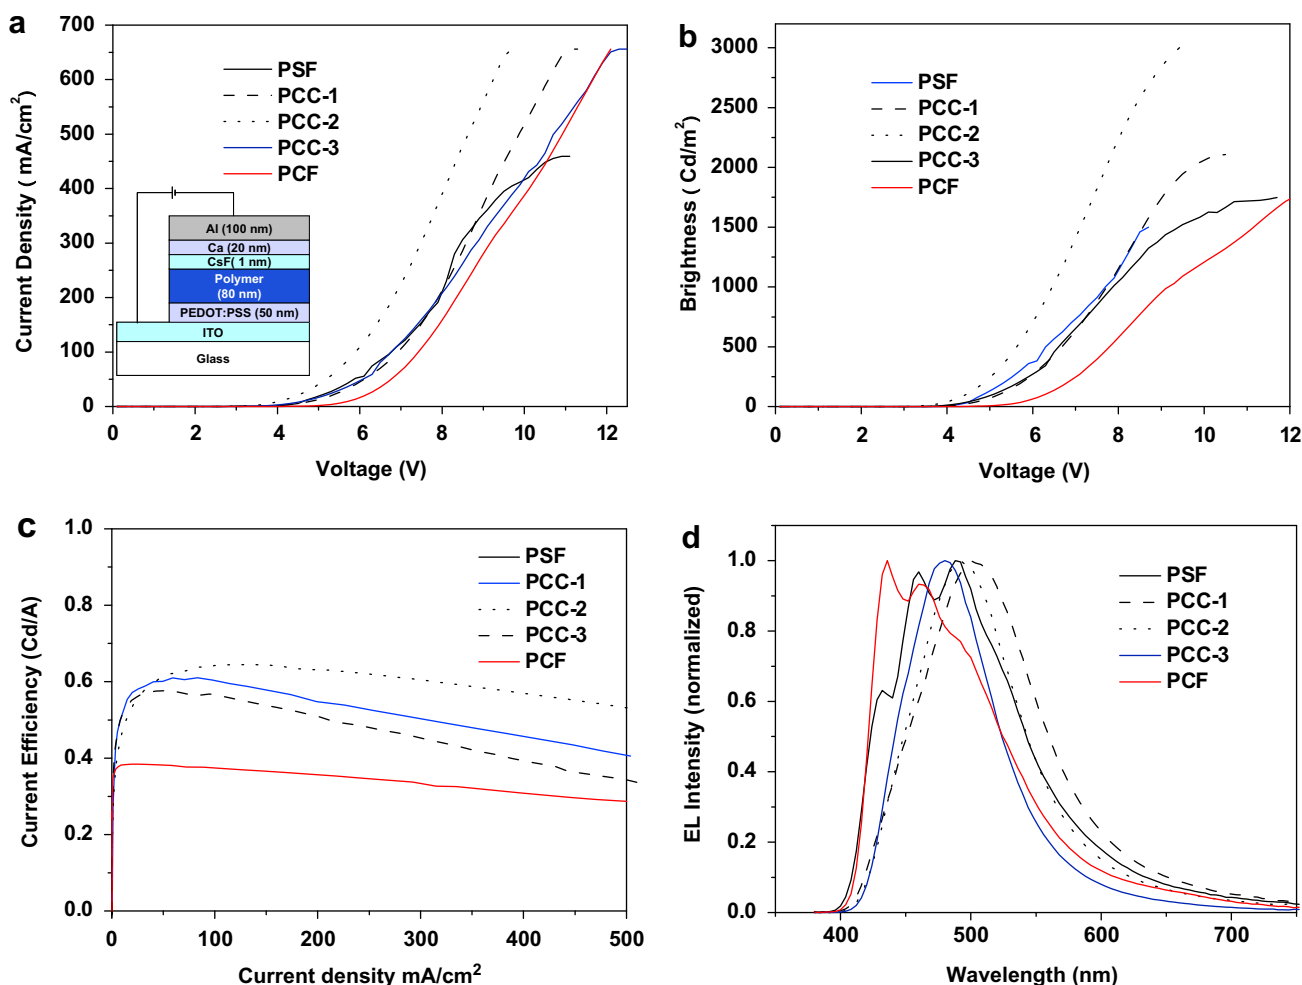 a
Current Density ( mA/cm²)
700
650
600
550
500
450
400
350
300
250
200
150
100
50
0
0
2
4
6
8
10
12
Voltage (V)
PSF
PCC-1
PCC-2
PCC-3
PCF
Al (100 nm)
Ca (20 nm)
CsF( 1 nm)
Polymer
(80 nm)
PEDOT:PSS (50 nm)
ITO
Glass
b
Brightness ( Cd/m²)
3000
2500
2000
1500
1000
500
0
0
2
4
6
8
10
12
Voltage (V)
PSF
PCC-1
PCC-2
PCC-3
PCF
c
Current Efficiency (Cd/A)
1.0
0.8
0.6
0.4
0.2
0.0
0
100
200
300
400
500
Current density mA/cm²
PSF
PCC-1
PCC-2
PCC-3
PCF
d
EL Intensity (normalized)
1.0
0.8
0.6
0.4
0.2
0.0
400
500
600
700
Wavelength (nm)
PSF
PCC-1
PCC-2
PCC-3
PCF